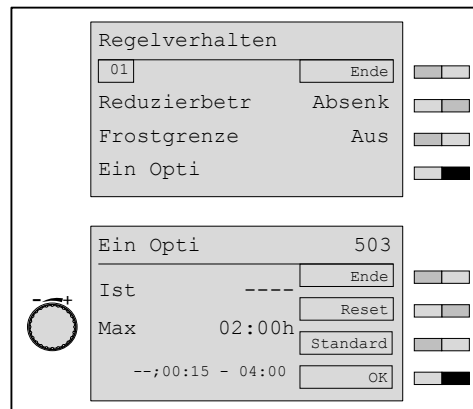 Regelverhalten
01 Ende
Reduzierbetr Absenk
Frostgrenze Aus
Ein Opti
Ein Opti 503
Ende
Ist ----
Reset
Max 02:00h
Standard
--;00:15 - 04:00 OK
- +